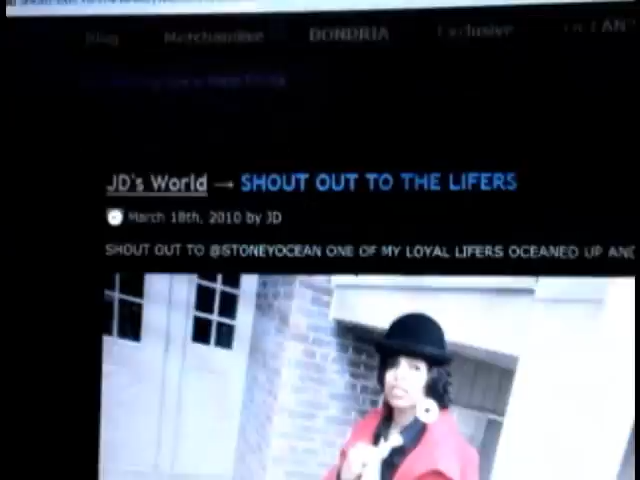 Blog Merchandise DONDRIA Exclusive
JD's World → SHOUT OUT TO THE LIFERS
March 18th, 2010 by JD
SHOUT OUT TO @STONEYOCEAN ONE OF MY LOYAL LIFERS OCEANED UP AND